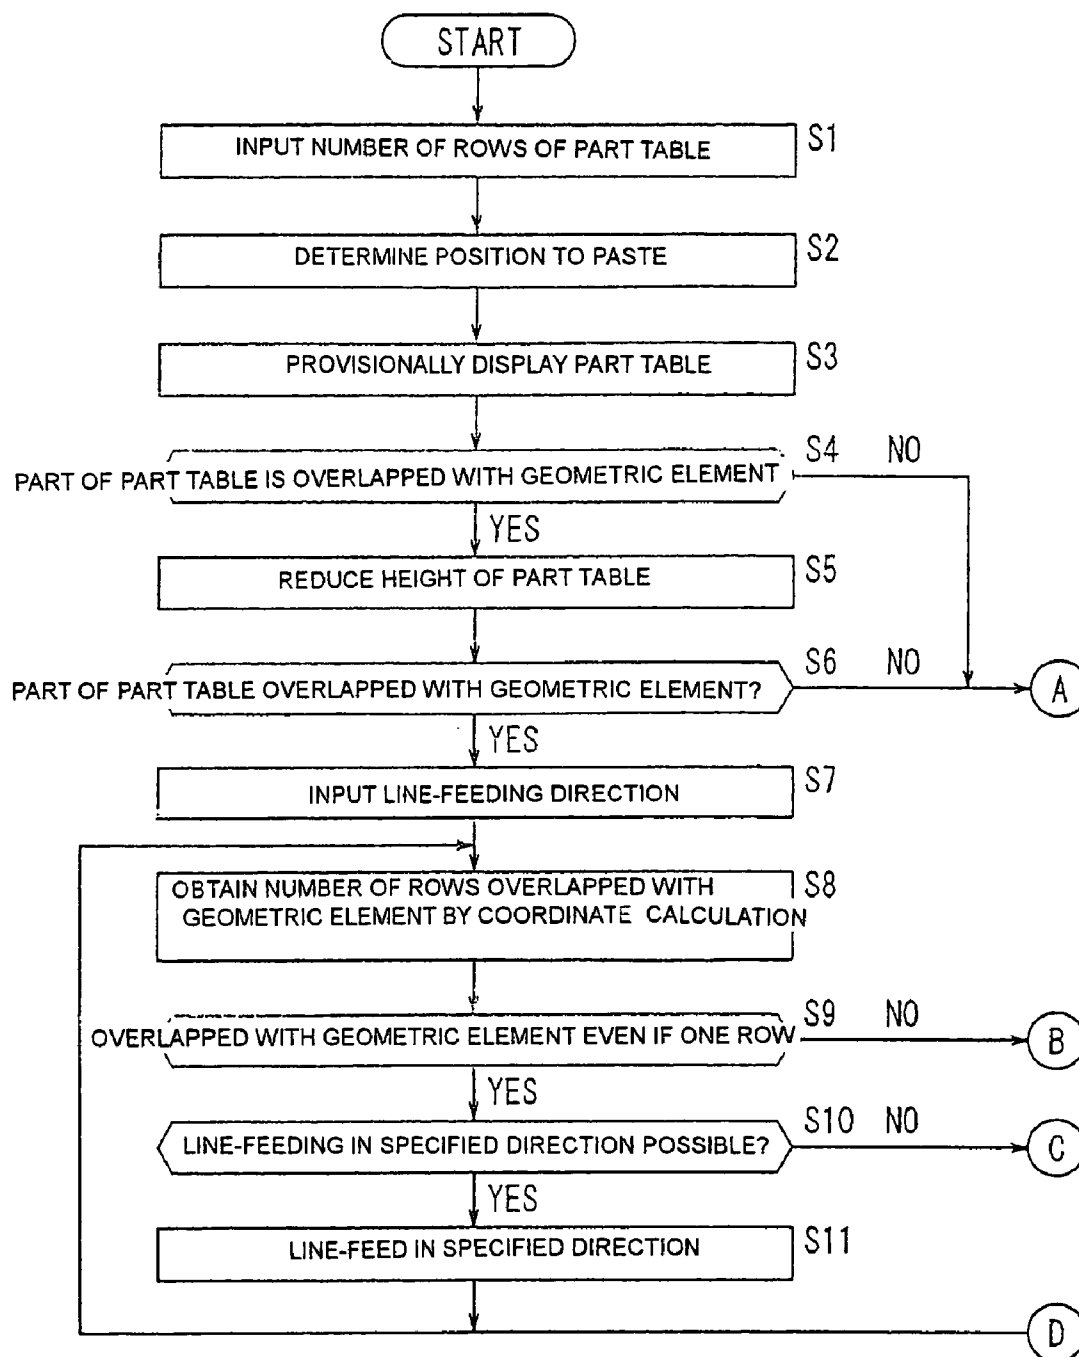 START
INPUT NUMBER OF ROWS OF PART TABLE
S1
DETERMINE POSITION TO PASTE
S2
PROVISIONALLY DISPLAY PART TABLE
S3
S4 NO
PART OF PART TABLE IS OVERLAPPED WITH GEOMETRIC ELEMENT
YES
REDUCE HEIGHT OF PART TABLE
S5
S6 NO
PART OF PART TABLE OVERLAPPED WITH GEOMETRIC ELEMENT?
A
YES
INPUT LINE-FEEDING DIRECTION
S7
OBTAIN NUMBER OF ROWS OVERLAPPED WITH
S8
GEOMETRIC ELEMENT BY COORDINATE CALCULATION
S9 NO
OVERLAPPED WITH GEOMETRIC ELEMENT EVEN IF ONE ROW
B
YES
S10 NO
LINE-FEEDING IN SPECIFIED DIRECTION POSSIBLE?
C
YES
LINE-FEED IN SPECIFIED DIRECTION
S11
D